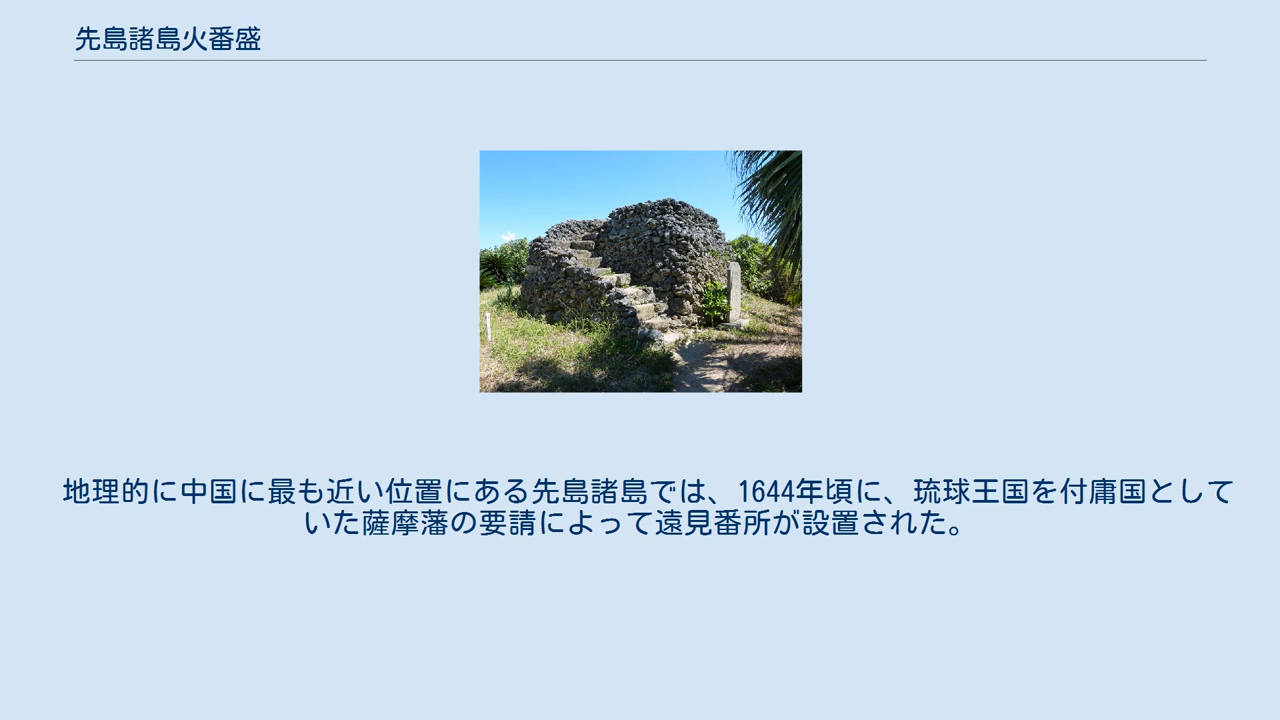 先島諸島火番盛
地理的に中国に最も近い位置にある先島諸島では、1644年頃に、琉球王国を付庸国として
いた薩摩藩の要請によって遠見番所が設置された。